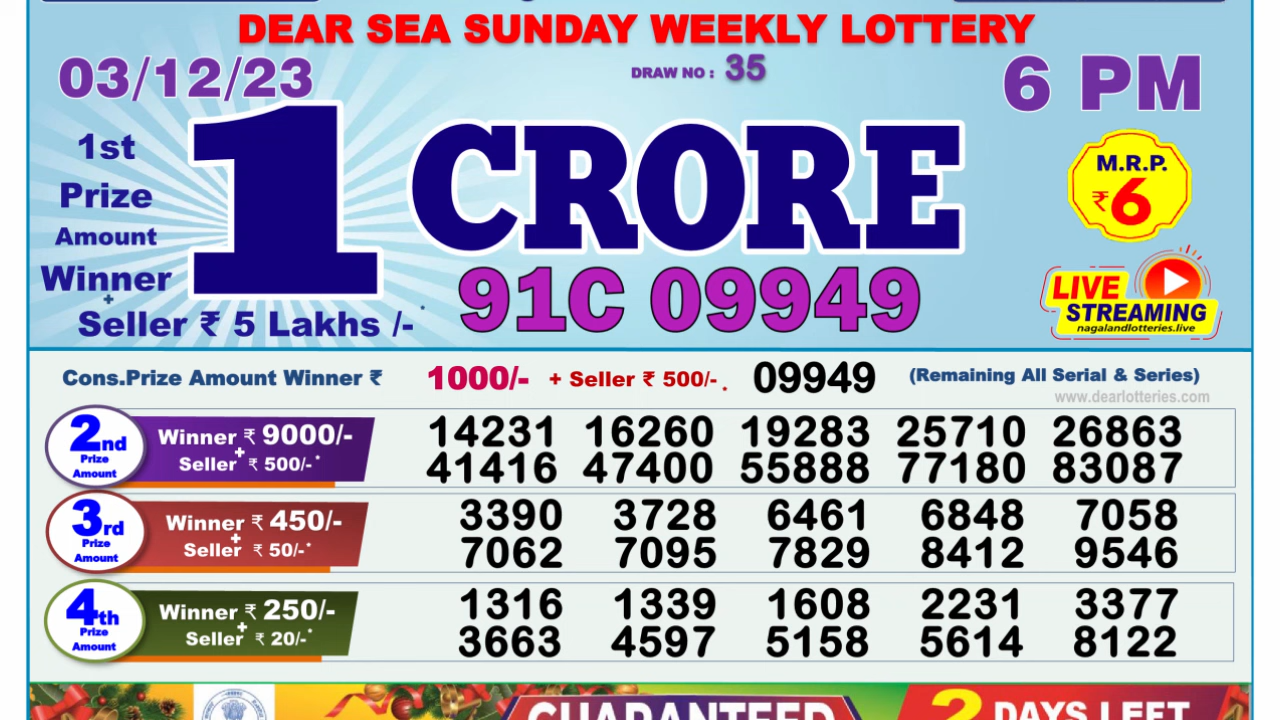 DEAR SEA SUNDAY WEEKLY LOTTERY
03/12/23
DRAW NO : 35
6 PM
1st
Prize
Amount
Winner
+
Seller ₹ 5 Lakhs /- *
1 CRORE
91C 09949
M.R.P.
₹6
LIVE
STREAMING
nagalandlotteries.live
Cons.Prize Amount Winner ₹ 1000/- + Seller ₹ 500/- . 09949 (Remaining All Serial & Series)
www.dearlotteries.com
2nd
Prize
Amount
Winner ₹ 9000/-
+
Seller ₹ 500/- *
14231 16260 19283 25710 26863
41416 47400 55888 77180 83087
3rd
Prize
Amount
Winner ₹ 450/-
+
Seller ₹ 50/- *
3390 3728 6461 6848 7058
7062 7095 7829 8412 9546
4th
Prize
Amount
Winner ₹ 250/-
+
Seller ₹ 20/- *
1316 1339 1608 2231 3377
3663 4597 5158 5614 8122
GUARANTEED
2 DAYS LEFT